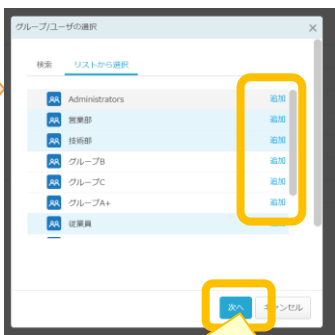 グループ/ユーザの選択 ×
検索 リストから選択
Administrators 追加
営業部 追加
技術部 追加
グループB 追加
グループC 追加
グループA+ 追加
従業員
次へ キャンセル